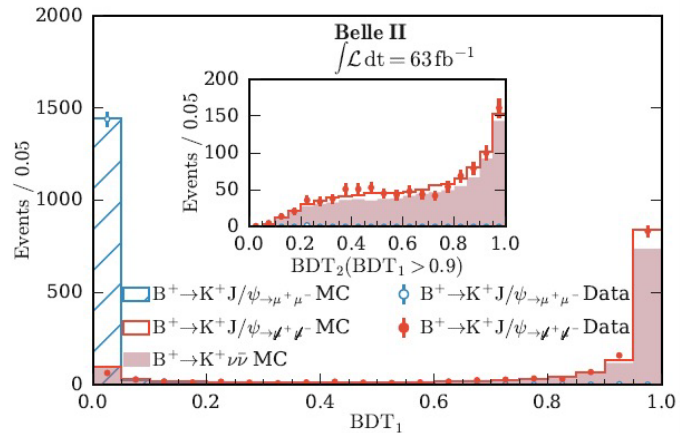 Belle II
∫ℒ dt = 63 fb⁻¹
2000
1500
1000
500
0
Events / 0.05
0.0 0.2 0.4 0.6 0.8 1.0
BDT₁
200
150
100
50
0
Events / 0.05
0.0 0.2 0.4 0.6 0.8 1.0
BDT₂(BDT₁ > 0.9)
B⁺→K⁺J/ψ→μ⁺μ⁻ MC
B⁺→K⁺J/ψ→μ̸⁺μ̸⁻ MC
B⁺→K⁺νν̄ MC
B⁺→K⁺J/ψ→μ⁺μ⁻ Data
B⁺→K⁺J/ψ→μ̸⁺μ̸⁻ Data